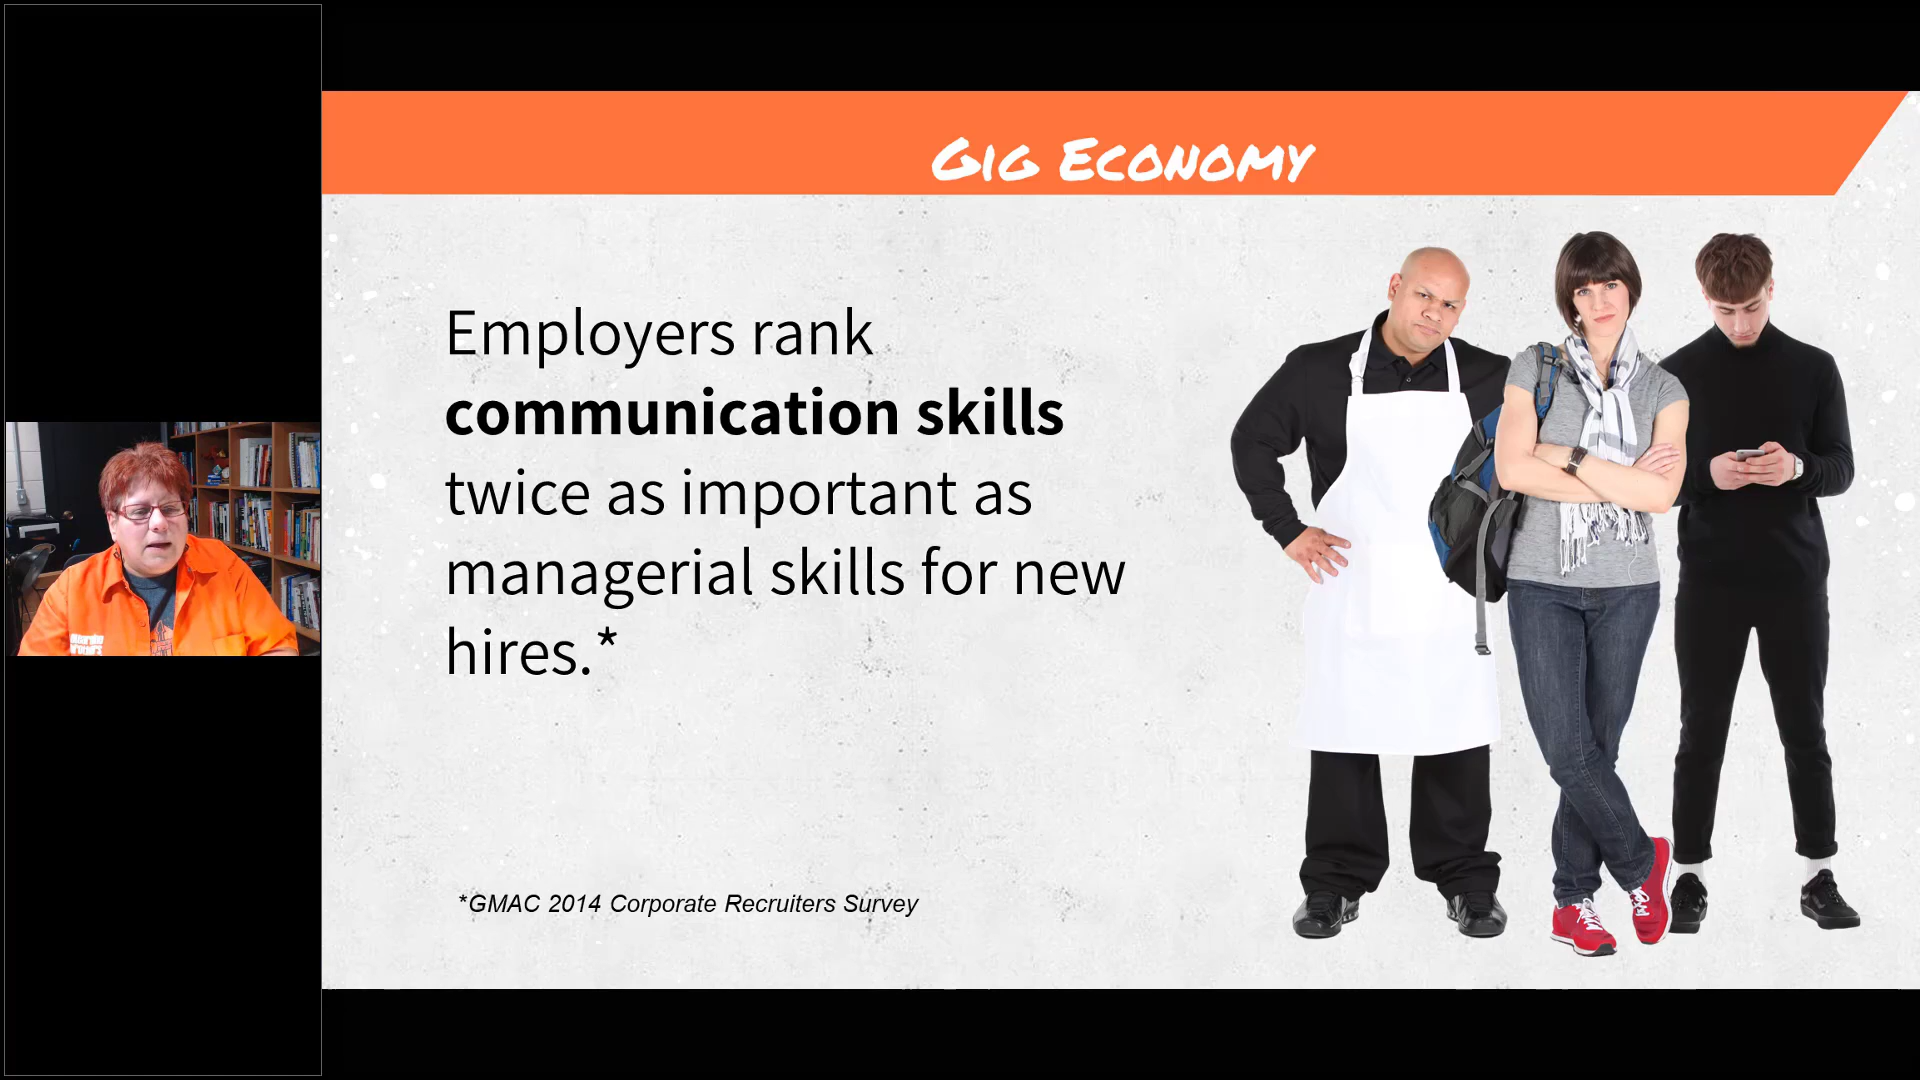 Gig Economy
Employers rank
communication skills
twice as important as
managerial skills for new
hires.*
*GMAC 2014 Corporate Recruiters Survey